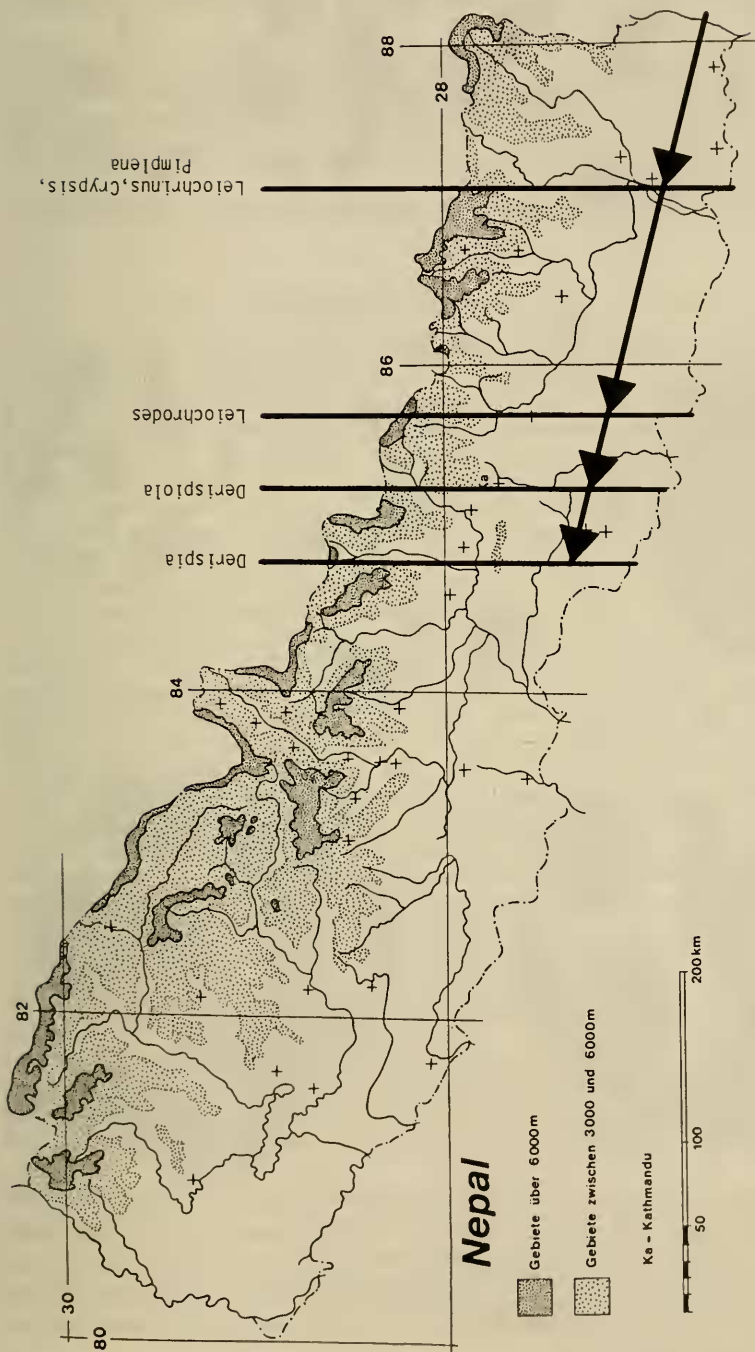 Leiochrinus,Crypsis,
Pimplena
Leiochrodes
Derispiola
Derispia
88
28
86
84
82
30
80
Ka
Nepal
Gebiete über 6000m
Gebiete zwischen 3000 und 6000m
Ka – Kathmandu
50
100
200 km